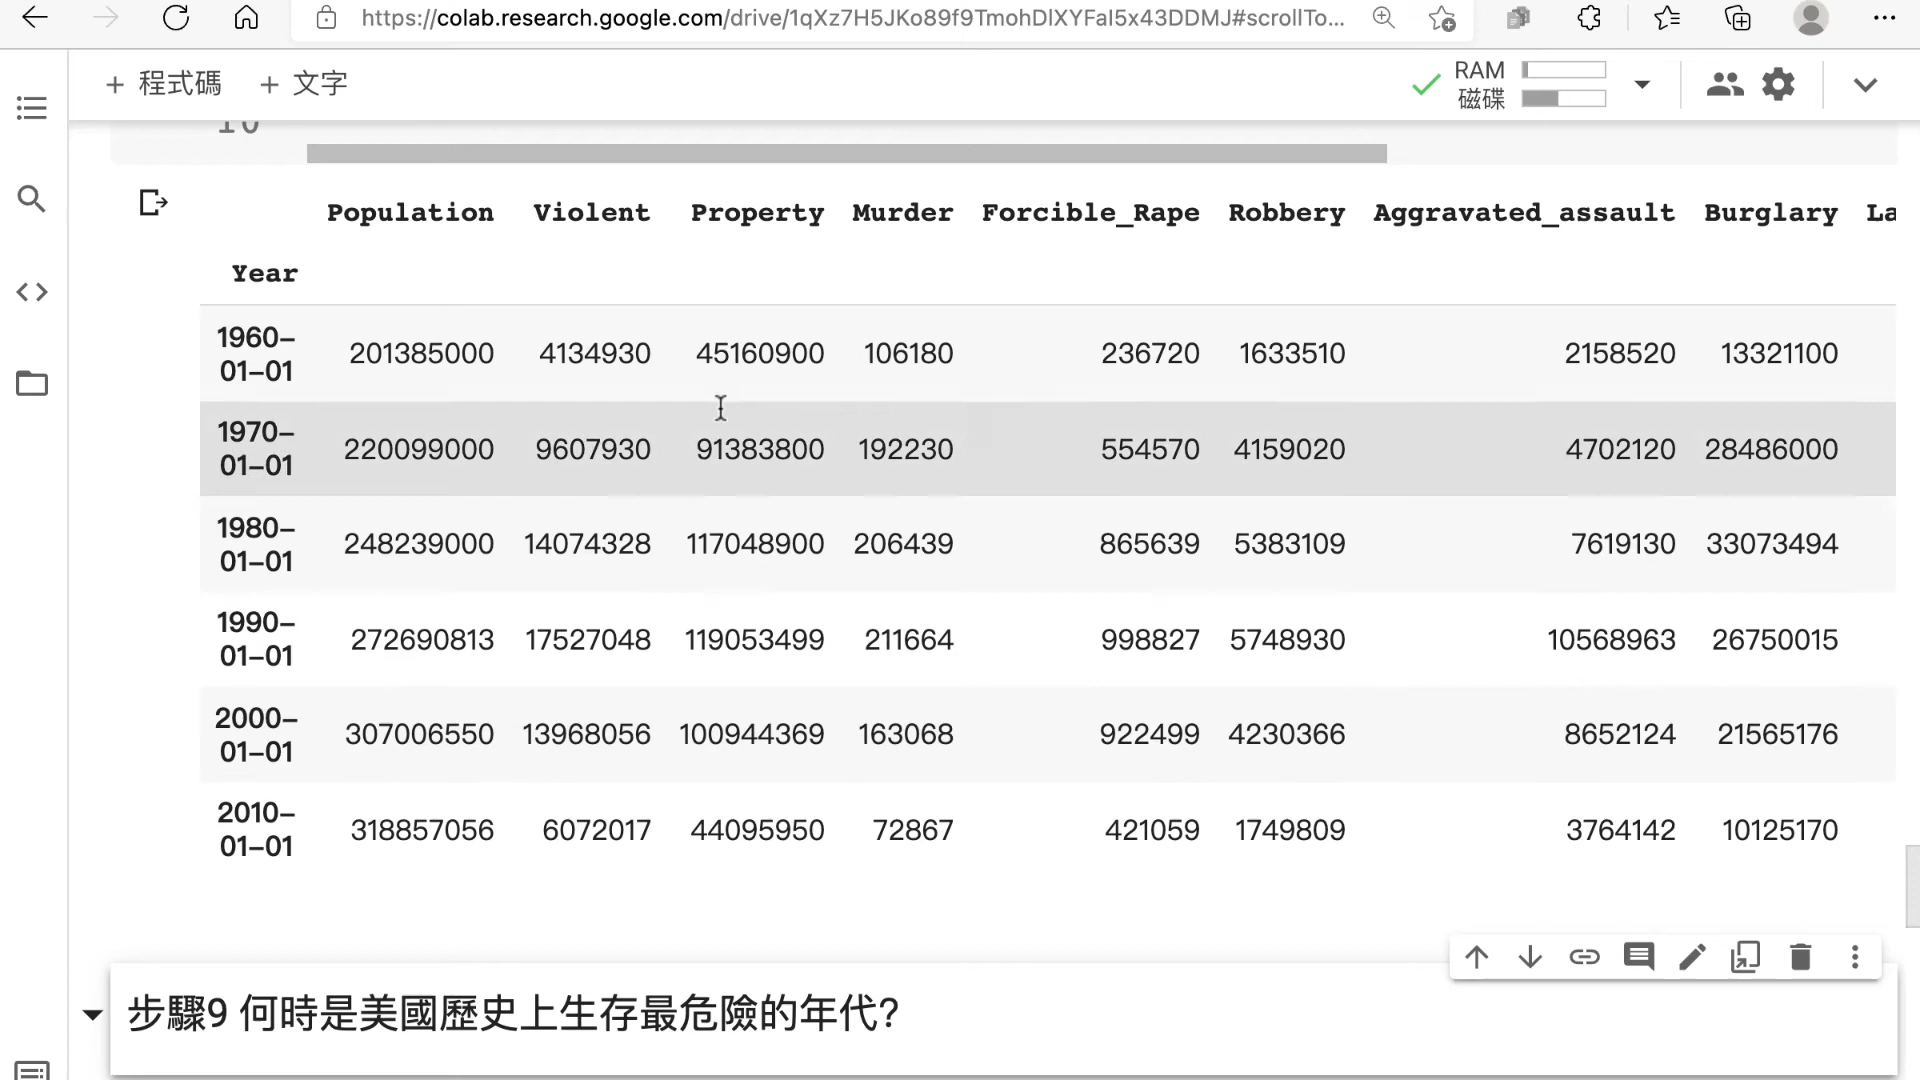 https://colab.research.google.com/drive/1qXz7H5JKo89f9TmohDlXYFal5x43DDMJ#scrollTo...
+ 程式碼 + 文字
RAM
磁碟
10
Population Violent Property Murder Forcible_Rape Robbery Aggravated_assault Burglary La
Year
1960-01-01 201385000 4134930 45160900 106180 236720 1633510 2158520 13321100
1970-01-01 220099000 9607930 91383800 192230 554570 4159020 4702120 28486000
1980-01-01 248239000 14074328 117048900 206439 865639 5383109 7619130 33073494
1990-01-01 272690813 17527048 119053499 211664 998827 5748930 10568963 26750015
2000-01-01 307006550 13968056 100944369 163068 922499 4230366 8652124 21565176
2010-01-01 318857056 6072017 44095950 72867 421059 1749809 3764142 10125170
步驟9 何時是美國歷史上生存最危險的年代?